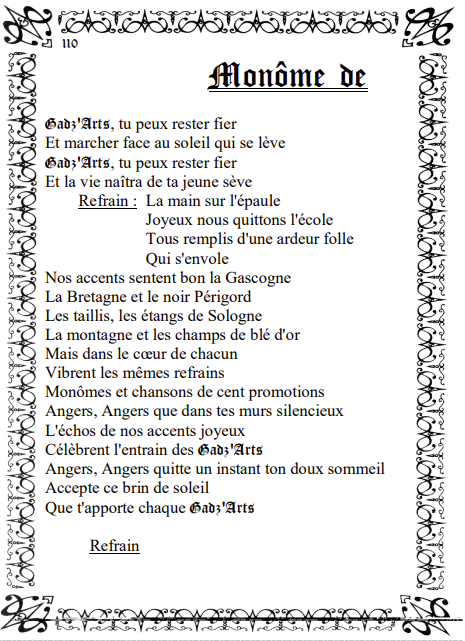 110
Monôme de
Gadz'Arts, tu peux rester fier
Et marcher face au soleil qui se lève
Gadz'Arts, tu peux rester fier
Et la vie naîtra de ta jeune sève
Refrain : La main sur l'épaule
Joyeux nous quittons l'école
Tous remplis d'une ardeur folle
Qui s'envole
Nos accents sentent bon la Gascogne
La Bretagne et le noir Périgord
Les taillis, les étangs de Sologne
La montagne et les champs de blé d'or
Mais dans le cœur de chacun
Vibrent les mêmes refrains
Monômes et chansons de cent promotions
Angers, Angers que dans tes murs silencieux
L'échos de nos accents joyeux
Célèbrent l'entrain des Gadz'Arts
Angers, Angers quitte un instant ton doux sommeil
Accepte ce brin de soleil
Que t'apporte chaque Gadz'Arts
Refrain